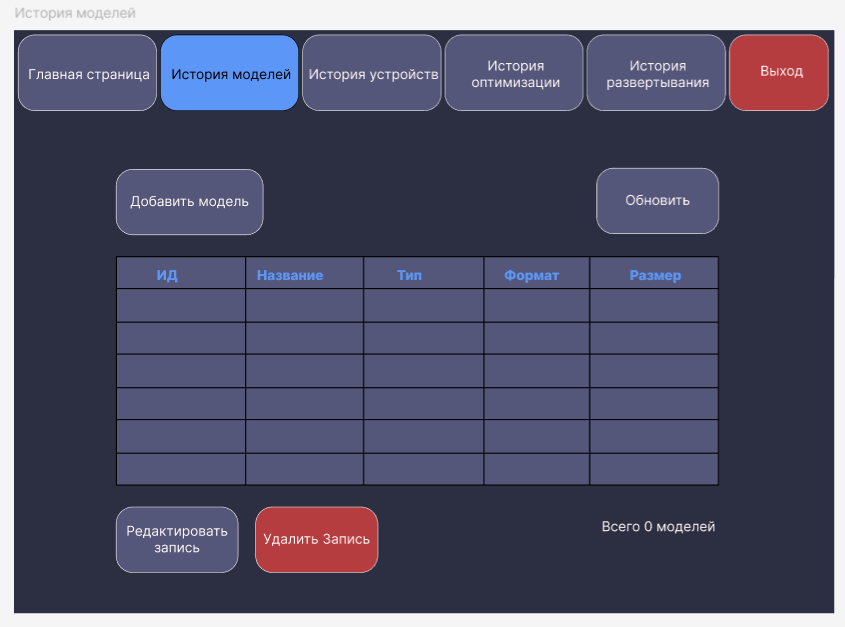 История моделей
Главная страница
История моделей
История устройств
История
оптимизации
История
развертывания
Выход
Добавить модель
Обновить
ИД
Название
Тип
Формат
Размер
Редактировать
запись
Удалить Запись
Всего 0 моделей